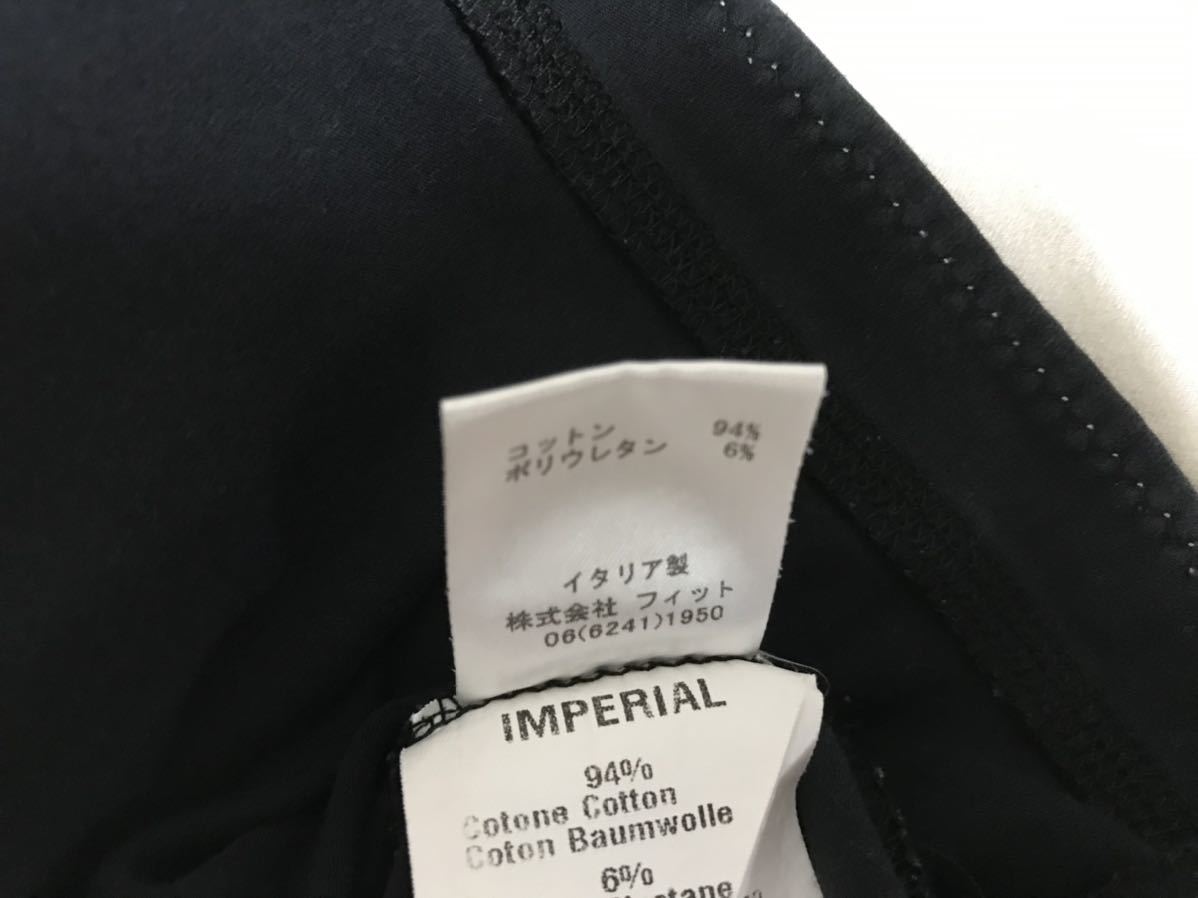 コットン 94%
ポリウレタン 6%
イタリア製
株式会社 フィット
06(6241)1950
IMPERIAL
94%
Cotone Cotton
Coton Baumwolle
6%